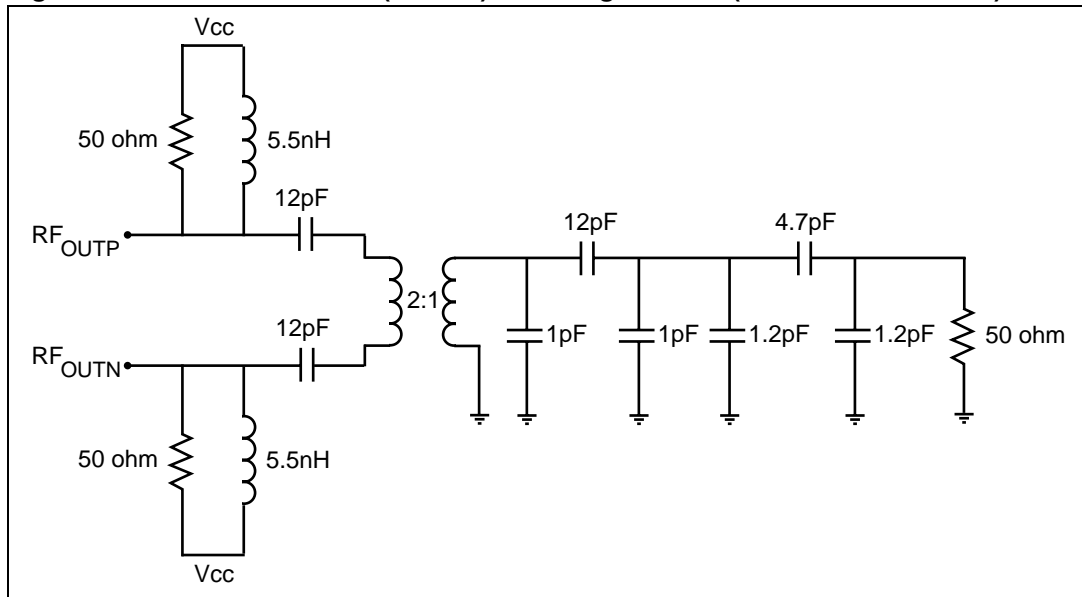 Vcc
50 ohm
5.5nH
12pF
RFOUTP
12pF
4.7pF
2:1
1pF
1pF
1.2pF
1.2pF
50 ohm
12pF
RFOUTN
50 ohm
5.5nH
Vcc